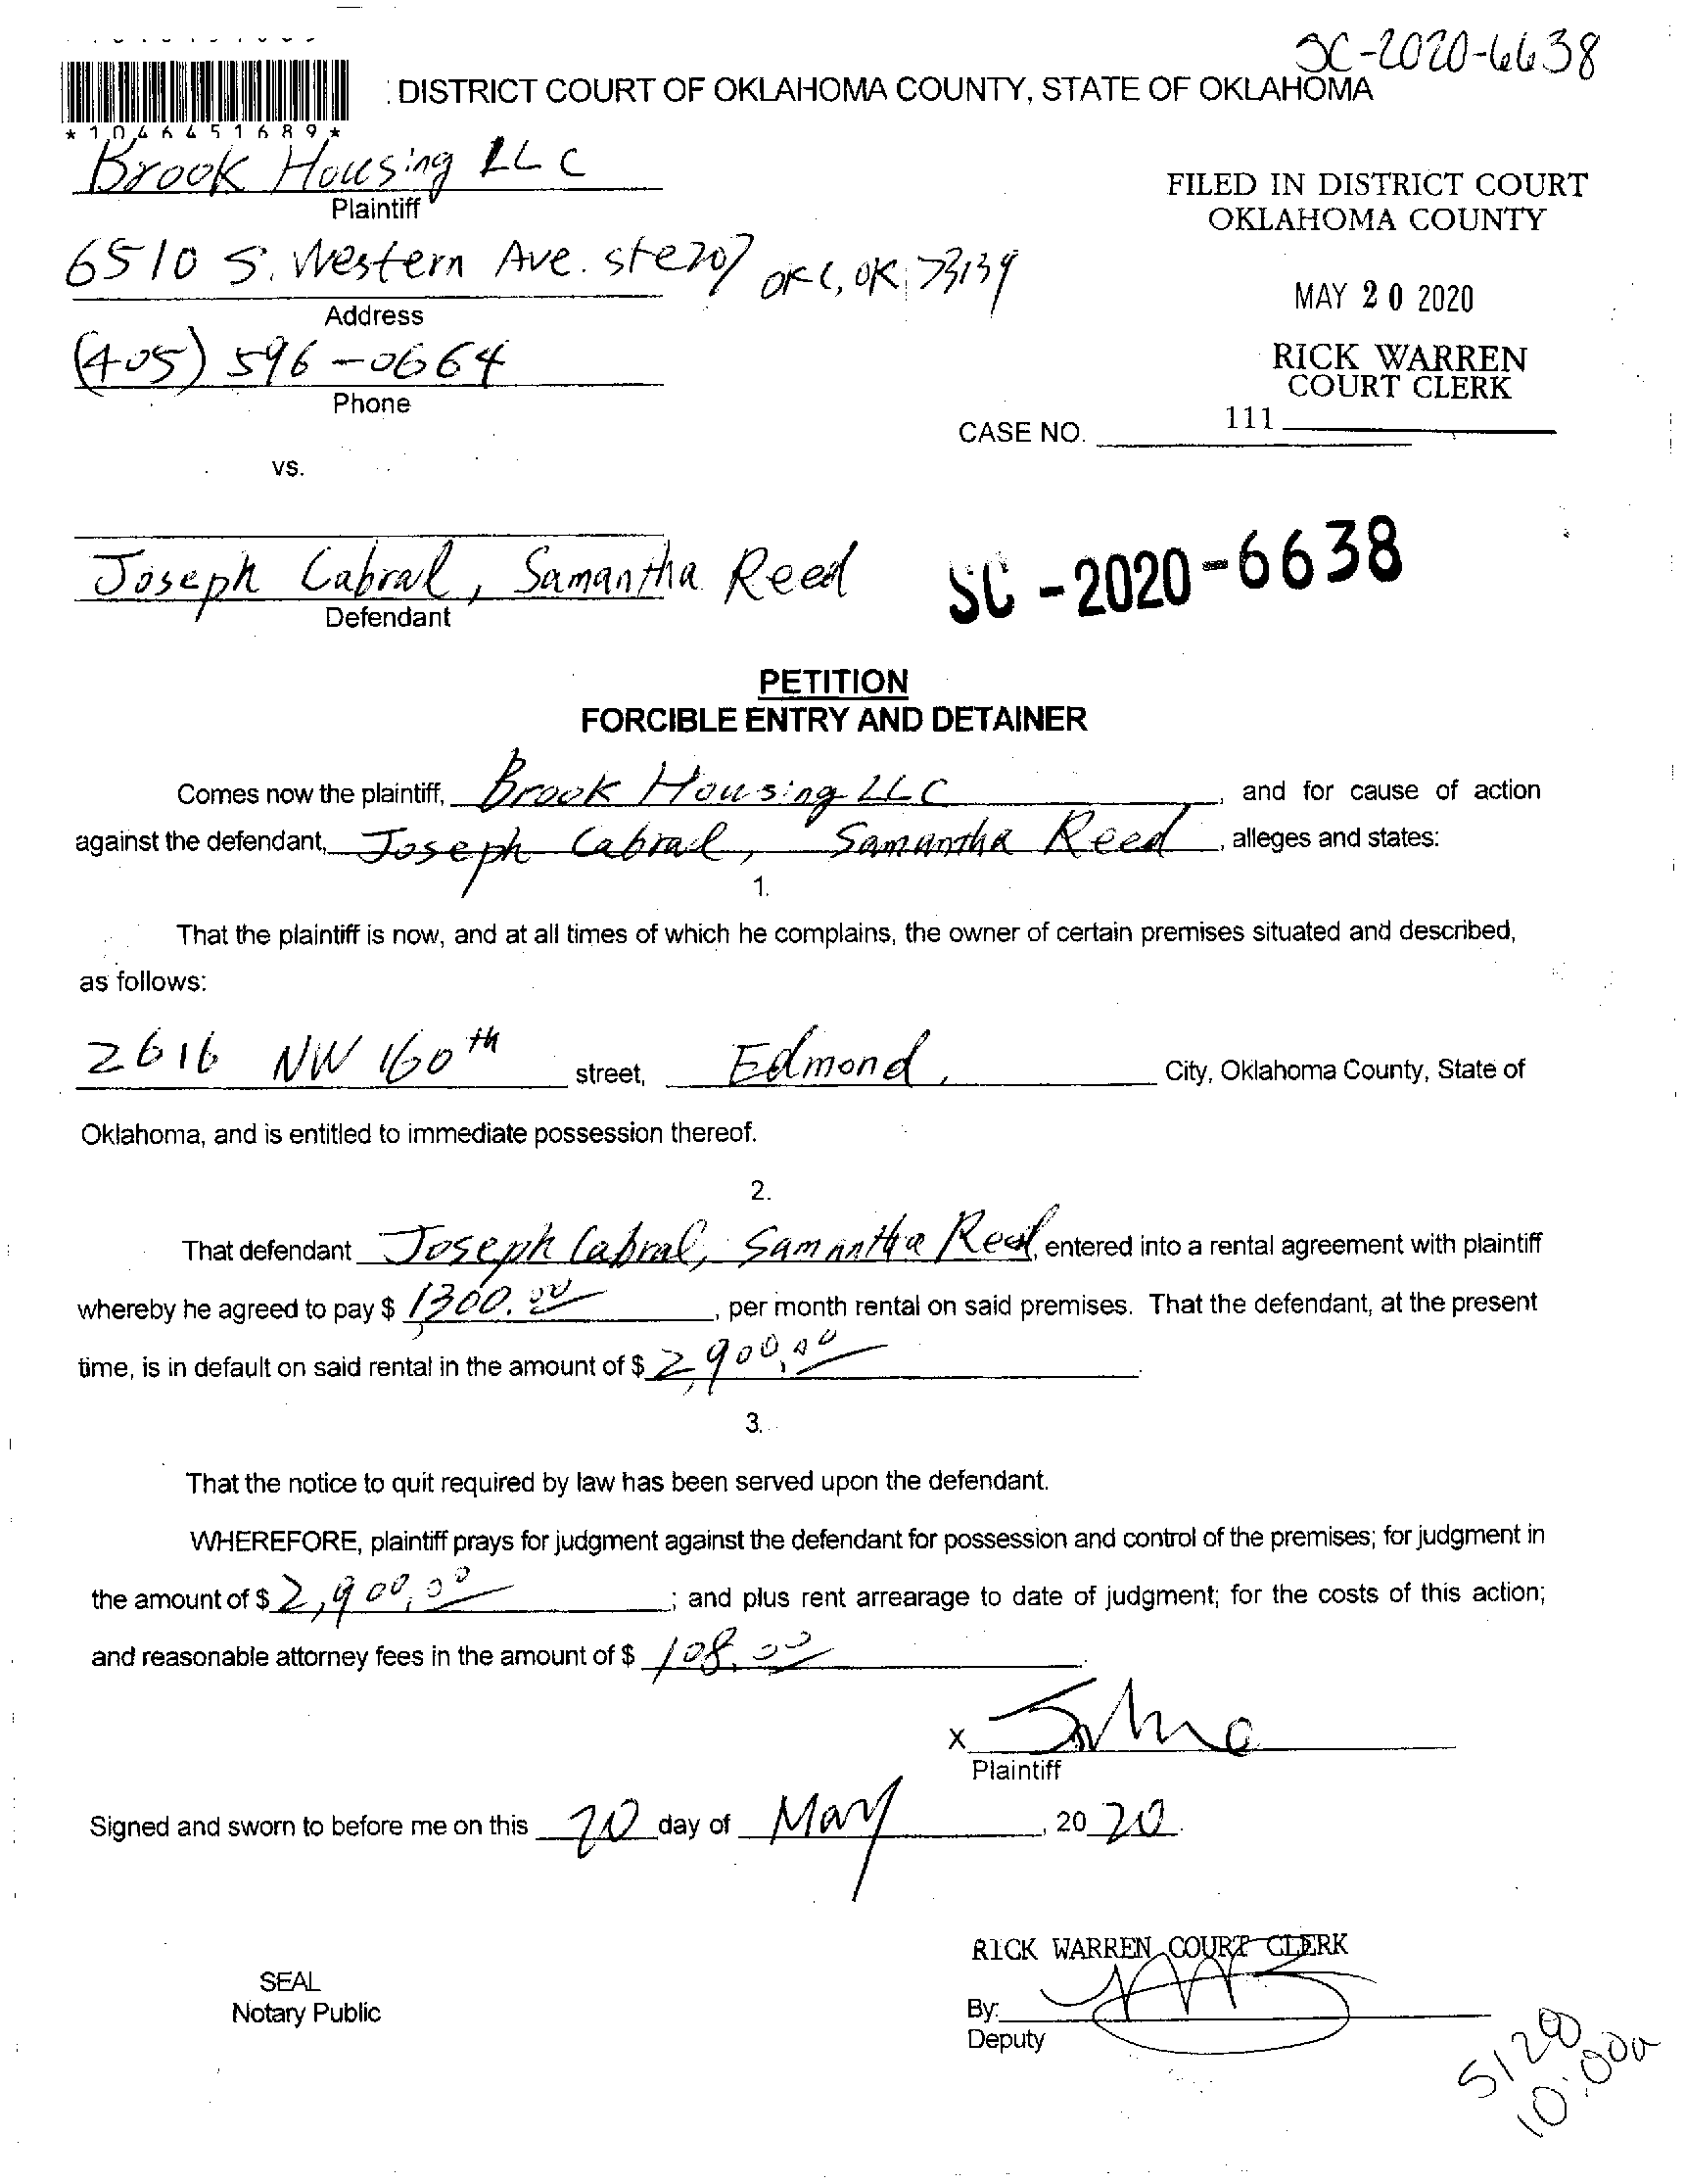 SC-2020-6638
: DISTRICT COURT OF OKLAHOMA COUNTY, STATE OF OKLAHOMA
* 1 0 4 6 4 5 1 6 8 9 *
Brook Housing LLC
Plaintiff
FILED IN DISTRICT COURT
OKLAHOMA COUNTY
6510 S. Western Ave. ste207 OKC, OK, 73139
Address
MAY 20 2020
(405) 596-0664
Phone
RICK WARREN
COURT CLERK
111
CASE NO.
vs.
Joseph Cabral, Samantha Reed
Defendant
SC-2020-6638
PETITION
FORCIBLE ENTRY AND DETAINER
Comes now the plaintiff, Brook Housing LLC, and for cause of action
against the defendant, Joseph Cabral, Samantha Reed, alleges and states:
1.
That the plaintiff is now, and at all times of which he complains, the owner of certain premises situated and described,
as follows:
2616 NW 160th street, Edmond, City, Oklahoma County, State of
Oklahoma, and is entitled to immediate possession thereof.
2.
That defendant Joseph Cabral, Samantha Reed, entered into a rental agreement with plaintiff
whereby he agreed to pay $ 1300.00, per month rental on said premises. That the defendant, at the present
time, is in default on said rental in the amount of $ 2,900.00.
3.
That the notice to quit required by law has been served upon the defendant.
WHEREFORE, plaintiff prays for judgment against the defendant for possession and control of the premises; for judgment in
the amount of $ 2,900.00; and plus rent arrearage to date of judgment; for the costs of this action;
and reasonable attorney fees in the amount of $ 108.00.
X
Plaintiff
Signed and sworn to before me on this 20 day of May, 2020.
RICK WARREN COURT CLERK
SEAL
Notary Public
By:
Deputy
5/28
10:00a